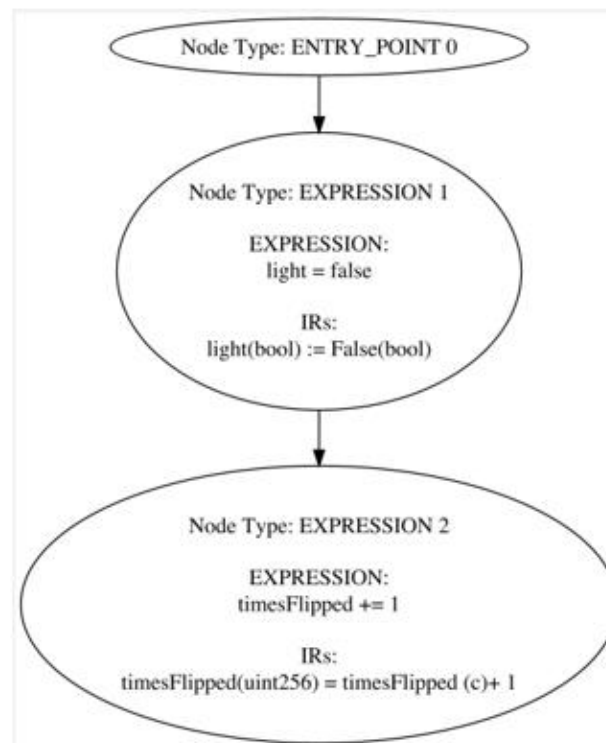 Node Type: ENTRY_POINT 0
Node Type: EXPRESSION 1
EXPRESSION:
light = false
IRs:
light(bool) := False(bool)
Node Type: EXPRESSION 2
EXPRESSION:
timesFlipped += 1
IRs:
timesFlipped(uint256) = timesFlipped (c)+ 1